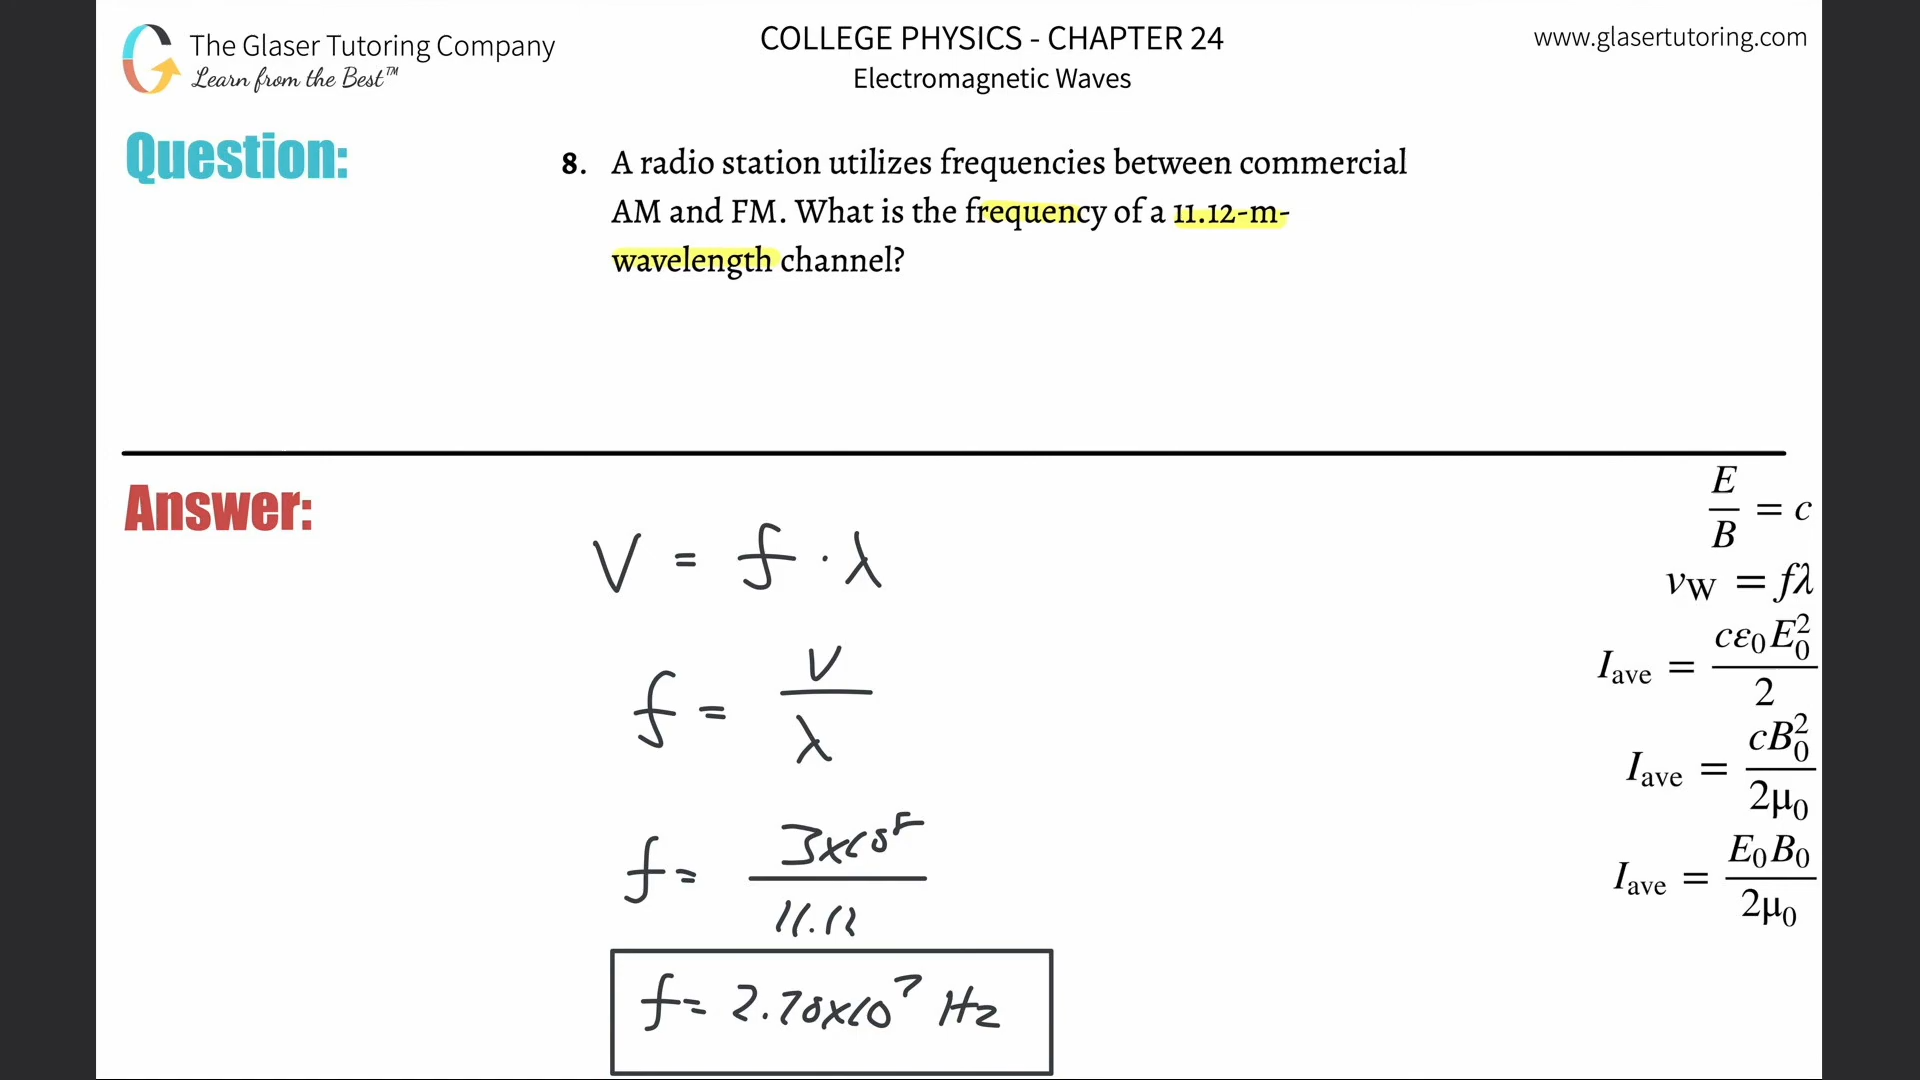 The Glaser Tutoring Company
Learn from the Best™
COLLEGE PHYSICS - CHAPTER 24
Electromagnetic Waves
www.glasertutoring.com
Question:
8. A radio station utilizes frequencies between commercial
AM and FM. What is the frequency of a 11.12-m-
wavelength channel?
Answer:
V = f · λ
f = V / λ
f = 3x10⁸ / 11.12
f = 2.70x10⁷ Hz
E / B = c
v_W = fλ
I_ave = cε₀E₀² / 2
I_ave = cB₀² / 2μ₀
I_ave = E₀B₀ / 2μ₀